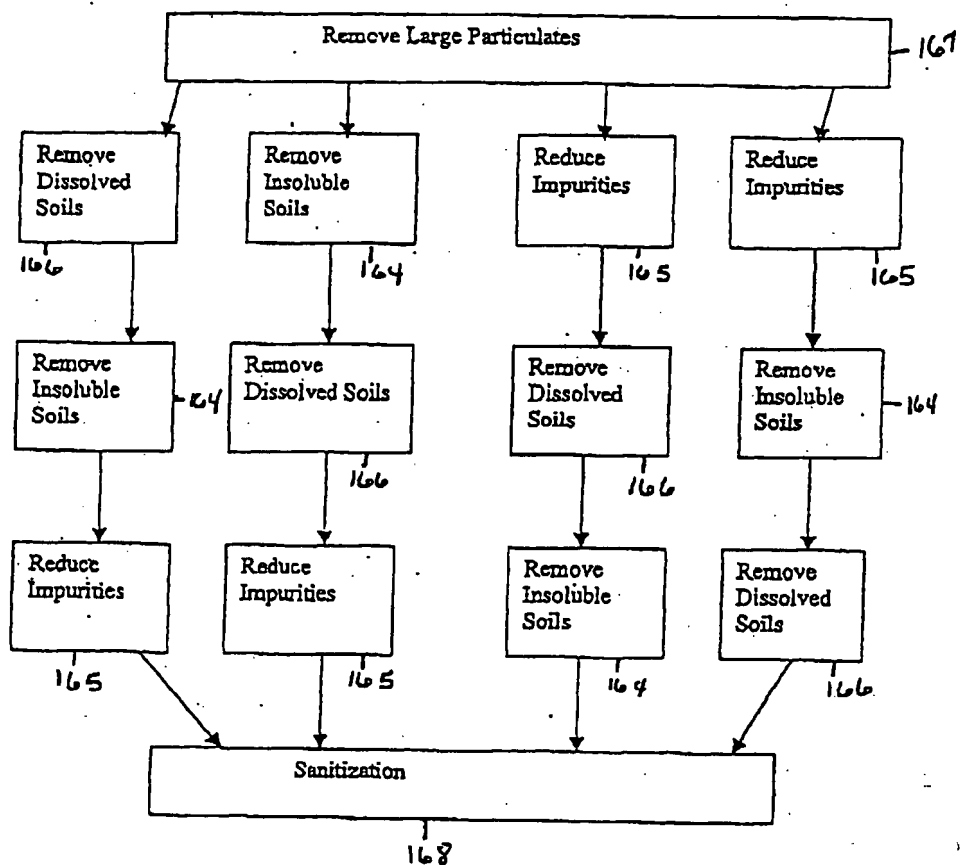 Remove Large Particulates
167
Remove
Dissolved
Soils
166
Remove
Insoluble
Soils
164
Reduce
Impurities
165
Reduce
Impurities
165
Remove
Insoluble
Soils
164
Remove
Dissolved Soils
166
Remove
Dissolved
Soils
166
Remove
Insoluble
Soils
164
Reduce
Impurities
165
Reduce
Impurities
165
Remove
Insoluble
Soils
164
Remove
Dissolved
Soils
166
Sanitization
168